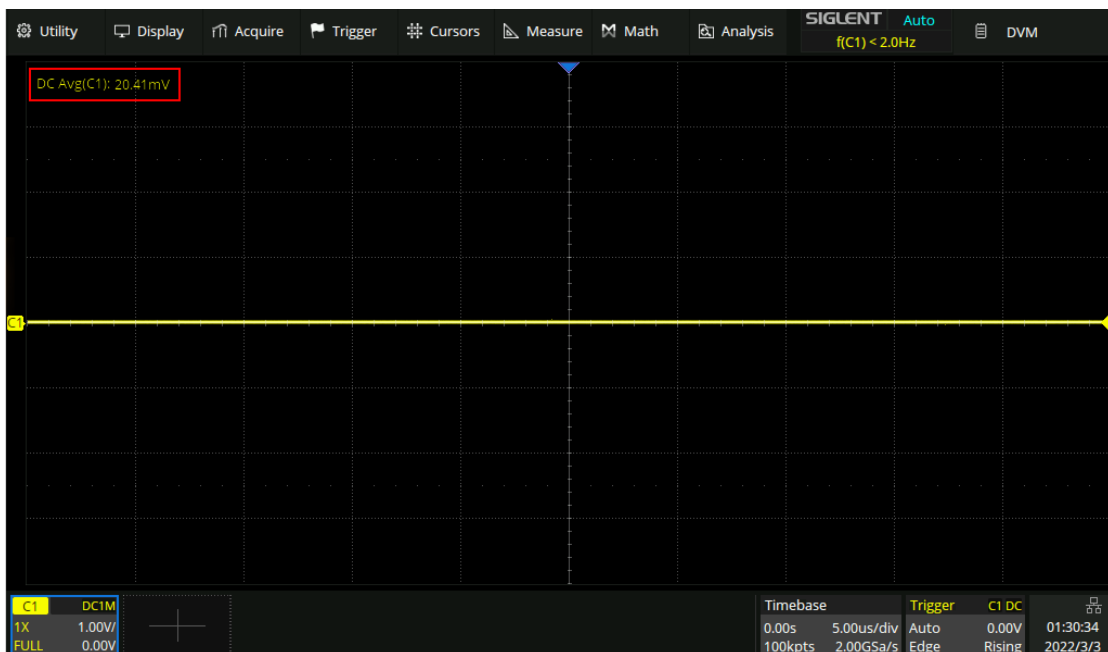 Utility Display Acquire Trigger Cursors Measure Math Analysis SIGLENT Auto DVM
f(C1) < 2.0Hz
DC Avg(C1): 20.41mV
C1
C1 DC1M Timebase Trigger C1 DC
1X 1.00V/ 0.00s 5.00us/div Auto 0.00V 01:30:34
FULL 0.00V 100kpts 2.00GSa/s Edge Rising 2022/3/3